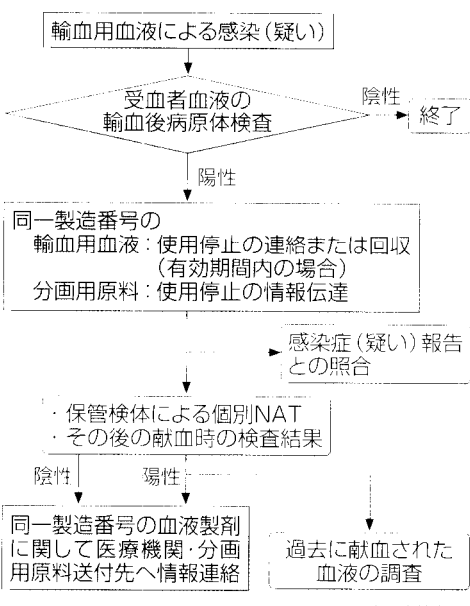 輸血用血液による感染(疑い)
受血者血液の
輸血後病原体検査
陰性
終了
陽性
同一製造番号の
輸血用血液:使用停止の連絡または回収
(有効期間内の場合)
分画用原料:使用停止の情報伝達
感染症(疑い)報告
との照合
・保管検体による個別NAT
・その後の献血時の検査結果
陰性
陽性
同一製造番号の血液製剤
に関して医療機関・分画
用原料送付先へ情報連絡
過去に献血された
血液の調査